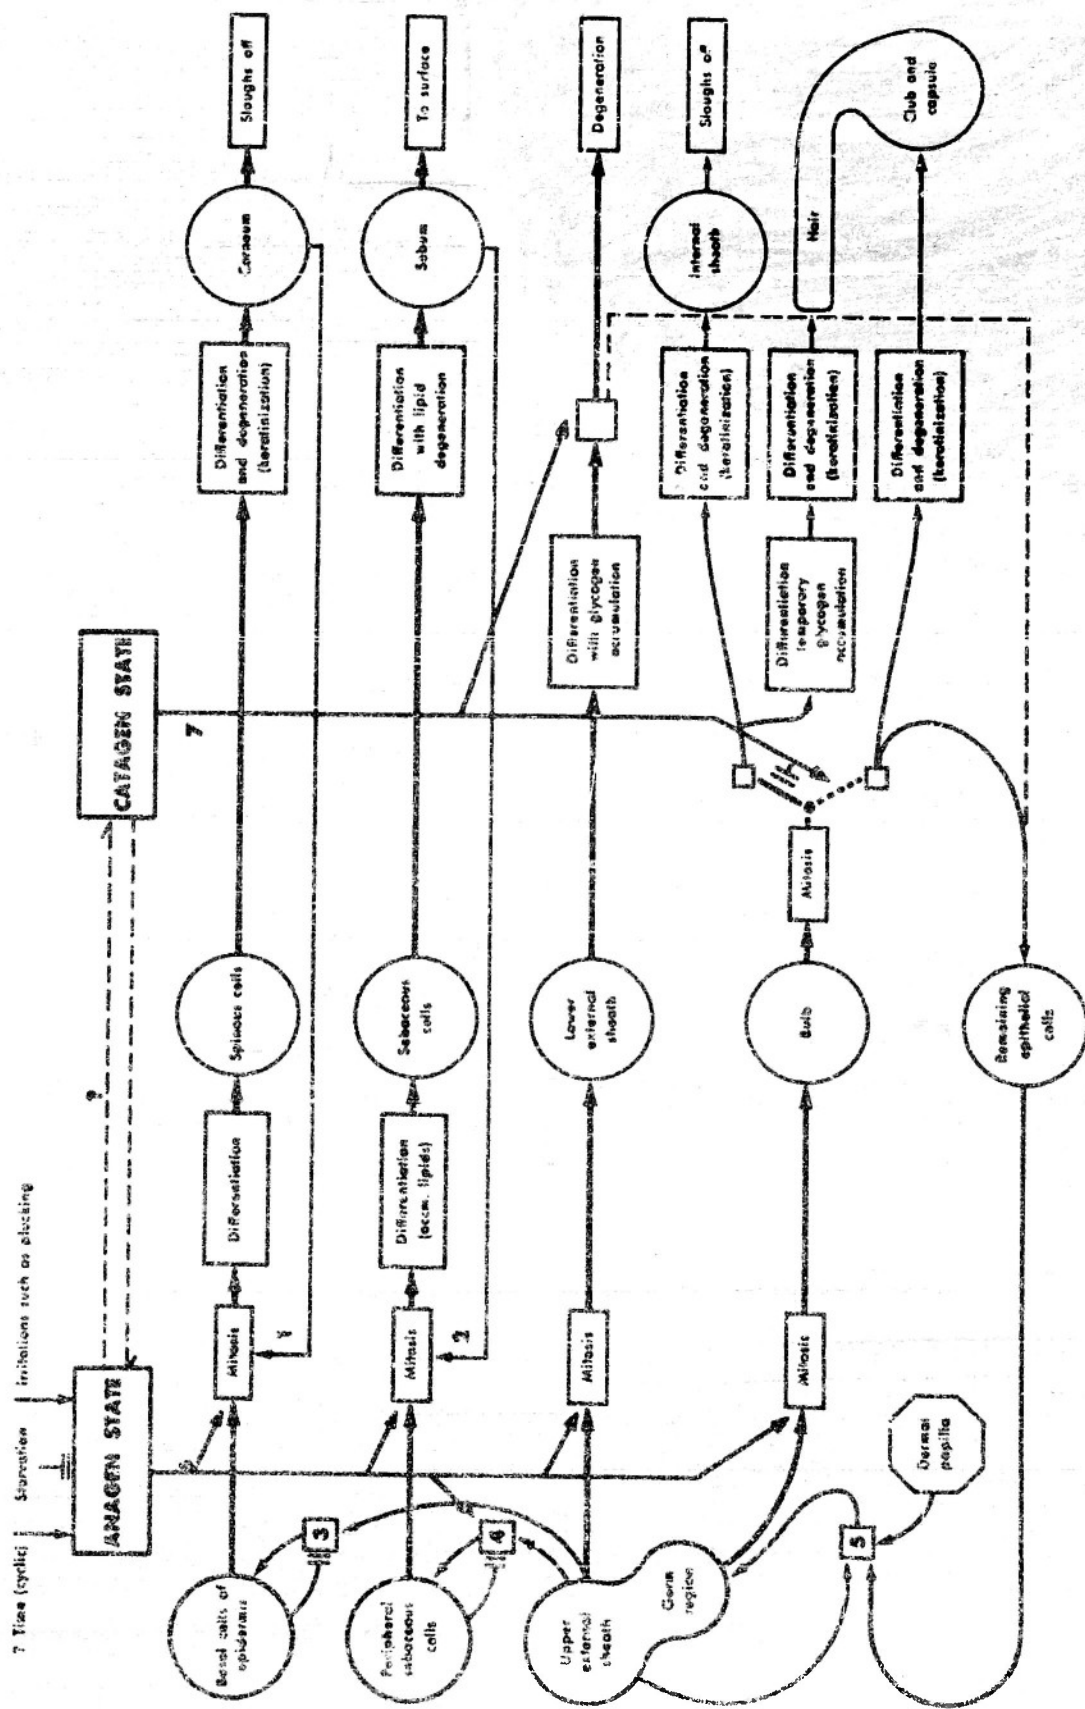 ? Time (cyclic)
Starvation
Irritations such as plucking
ANAGEN STATE
?
CATAGEN STATE
7
Basal cells of
epidermis
Mitosis
1
Differentiation
Spinous cells
Differentiation
and degeneration
(keratinization)
Corneum
Sloughs off
3
Peripheral
sebaceous
cells
Mitosis
2
Differentiation
(accm. lipids)
Sebaceous
cells
Differentiation
with lipid
degeneration
Sebum
To surface
4
Upper
external
sheath
Germ
region
Mitosis
Lower
external
sheath
Differentiation
with glycogen
accumulation
Degeneration
Mitosis
Bulb
Mitosis
Differentiation
and degeneration
(keratinization)
Internal
sheath
Sloughs off
Differentiation
temporary
glycogen
accumulation
Differentiation
and degeneration
(keratinization)
Hair
Differentiation
and degeneration
(keratinization)
Club and
capsule
5
Dermal
papilla
Remaining
epithelial
cells